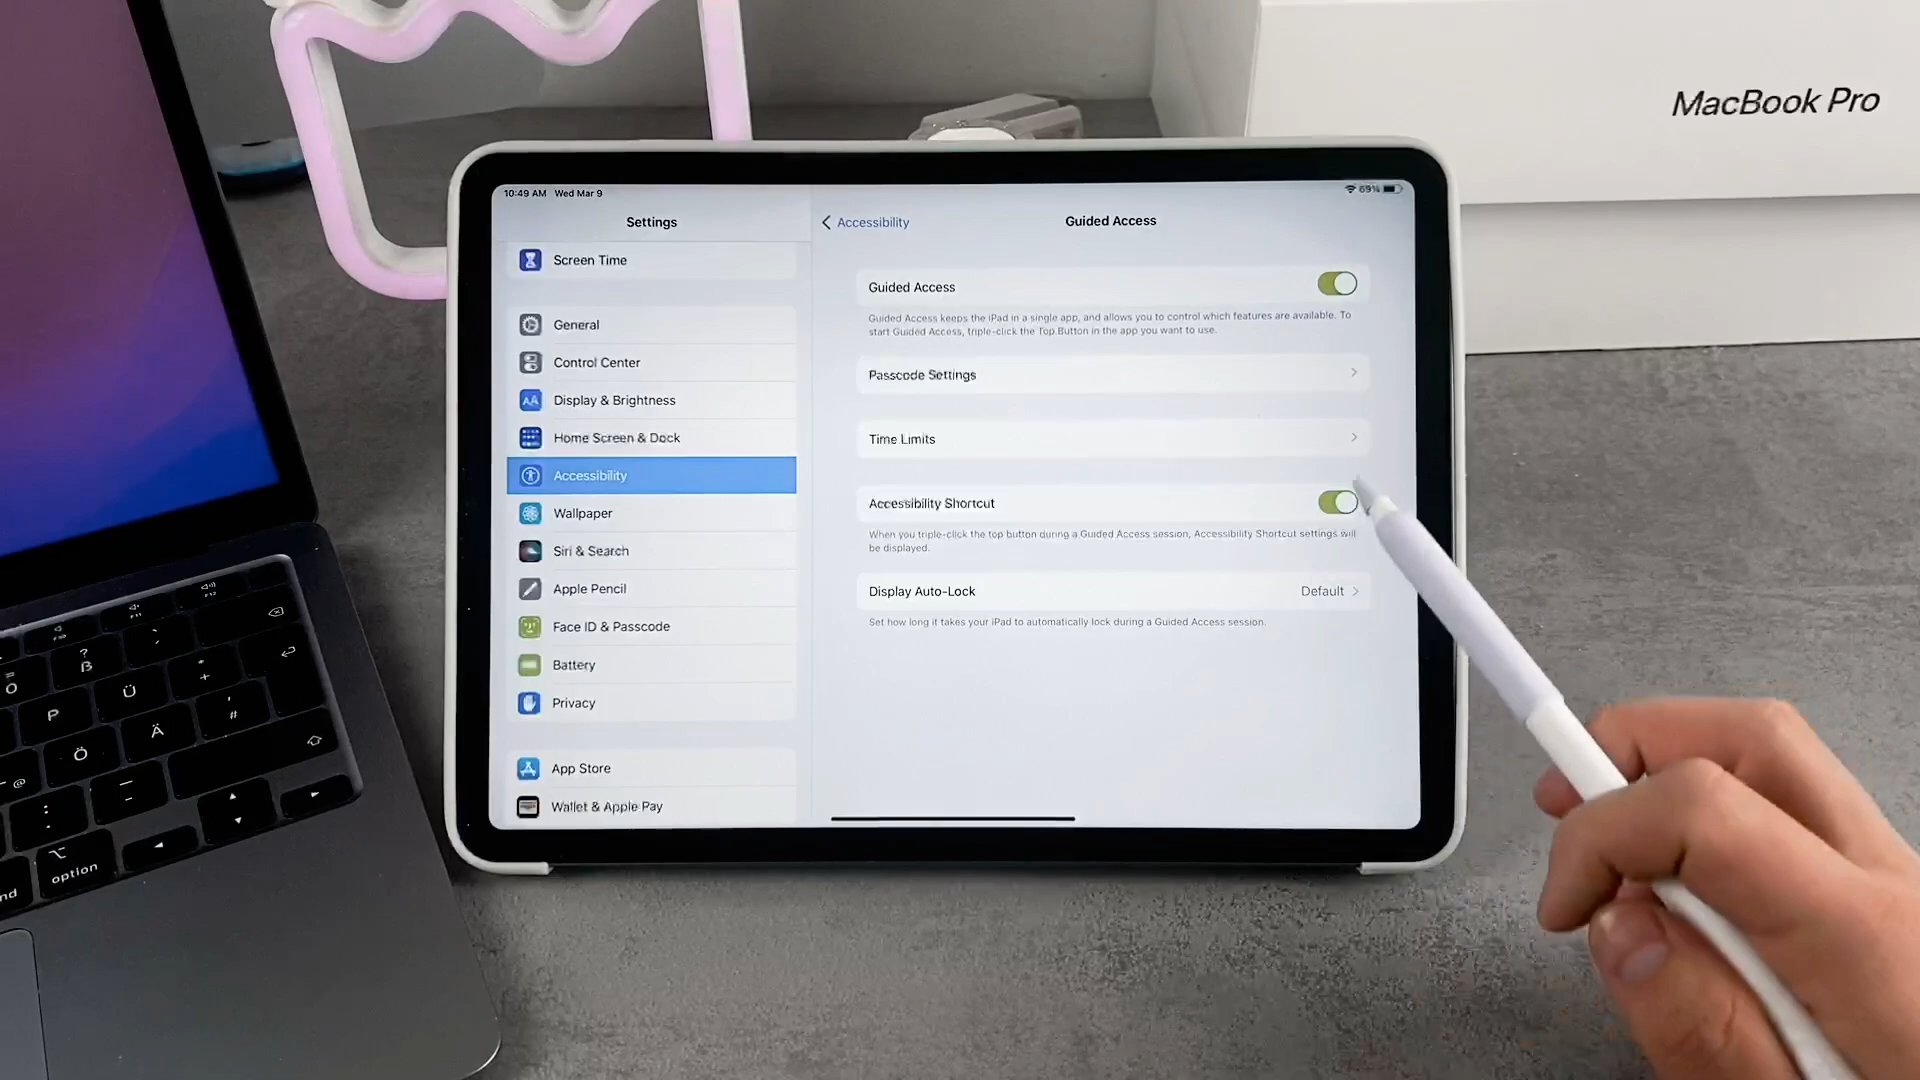 MacBook Pro
10:49 AM Wed Mar 9
69%
Settings
Screen Time
General
Control Center
Display & Brightness
Home Screen & Dock
Accessibility
Wallpaper
Siri & Search
Apple Pencil
Face ID & Passcode
Battery
Privacy
App Store
Wallet & Apple Pay
Accessibility
Guided Access
Guided Access
Guided Access keeps the iPad in a single app, and allows you to control which features are available. To
start Guided Access, triple-click the Top Button in the app you want to use.
Passcode Settings
Time Limits
Accessibility Shortcut
When you triple-click the top button during a Guided Access session, Accessibility Shortcut settings will
be displayed.
Display Auto-Lock
Default
Set how long it takes your iPad to automatically lock during a Guided Access session.
F12
?
ß
Ü
*
+
P
Ö
Ä
'
#
@
option